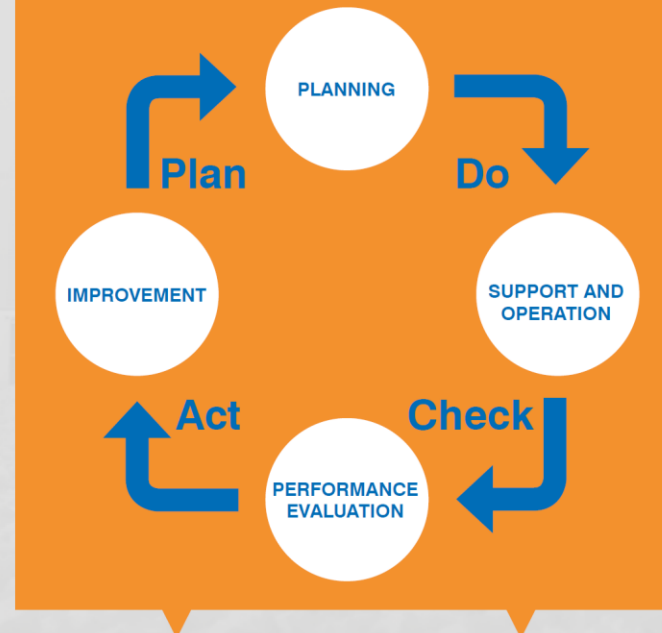 PLANNING
Plan
Do
IMPROVEMENT
SUPPORT AND
OPERATION
Act
Check
PERFORMANCE
EVALUATION